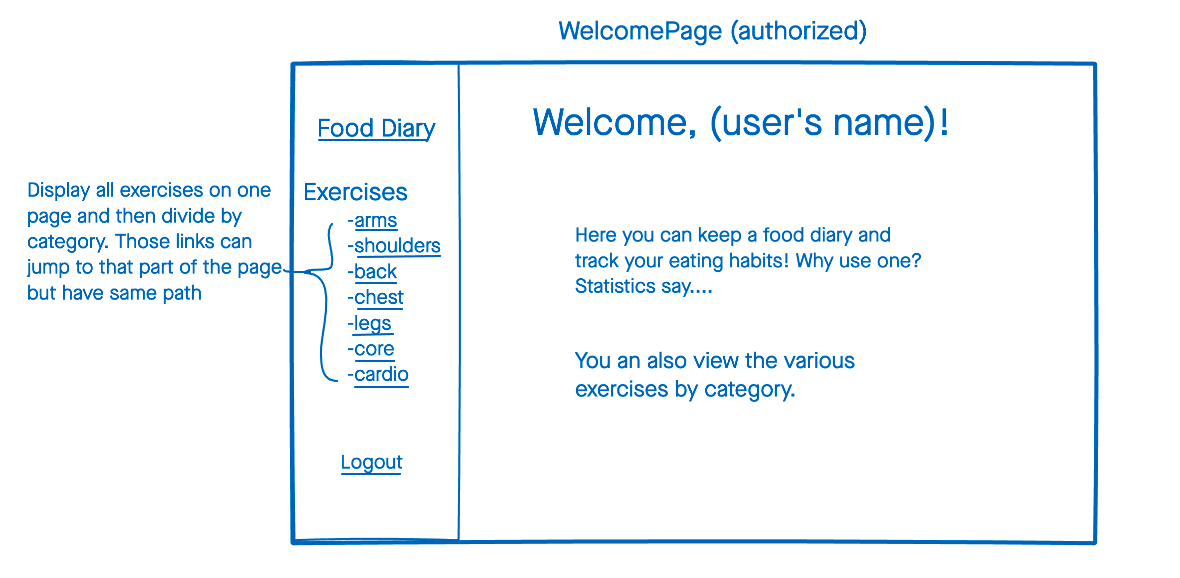 WelcomePage (authorized)
Food Diary
Welcome, (user's name)!
Display all exercises on one
page and then divide by
category. Those links can
jump to that part of the page
but have same path
Exercises
-arms
-shoulders
-back
-chest
-legs
-core
-cardio
Logout
Here you can keep a food diary and
track your eating habits! Why use one?
Statistics say....
You an also view the various
exercises by category.